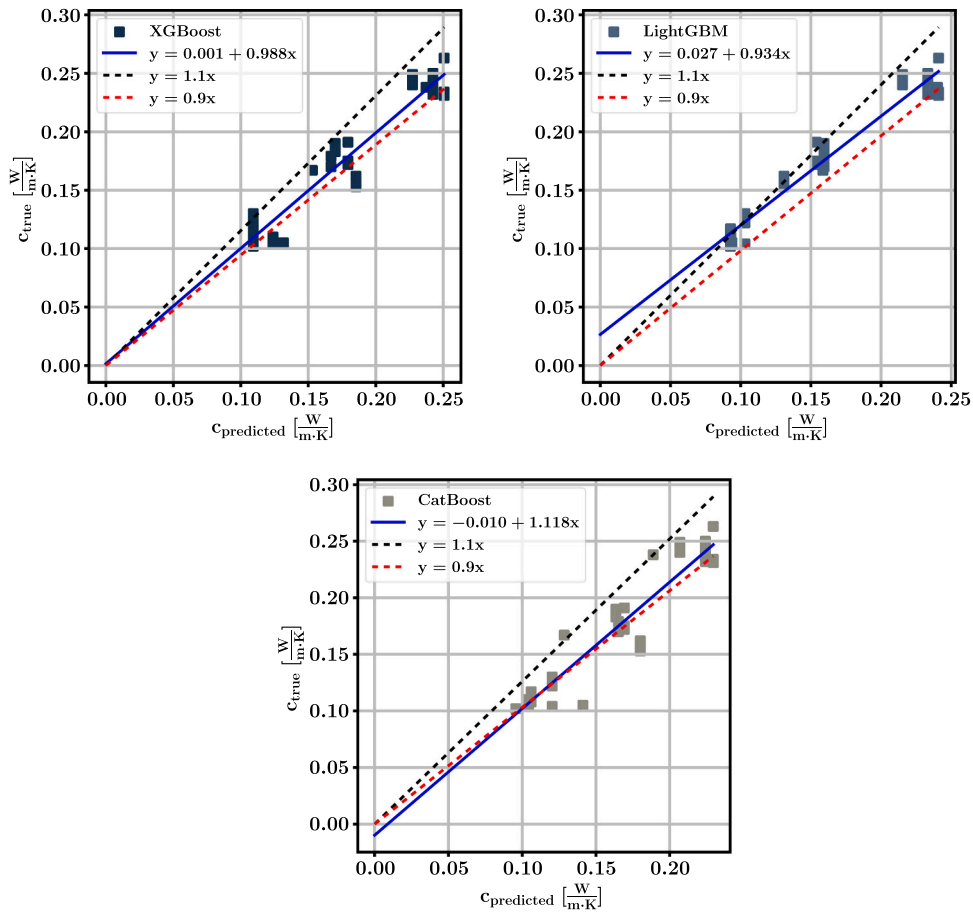 XGBoost
y = 0.001 + 0.988x
y = 1.1x
y = 0.9x
0.30
0.25
0.20
0.15
0.10
0.05
0.00
c_true [W/m·K]
0.00 0.05 0.10 0.15 0.20 0.25
c_predicted [W/m·K]
LightGBM
y = 0.027 + 0.934x
y = 1.1x
y = 0.9x
0.30
0.25
0.20
0.15
0.10
0.05
0.00
c_true [W/m·K]
0.00 0.05 0.10 0.15 0.20 0.25
c_predicted [W/m·K]
CatBoost
y = −0.010 + 1.118x
y = 1.1x
y = 0.9x
0.30
0.25
0.20
0.15
0.10
0.05
0.00
c_true [W/m·K]
0.00 0.05 0.10 0.15 0.20
c_predicted [W/m·K]